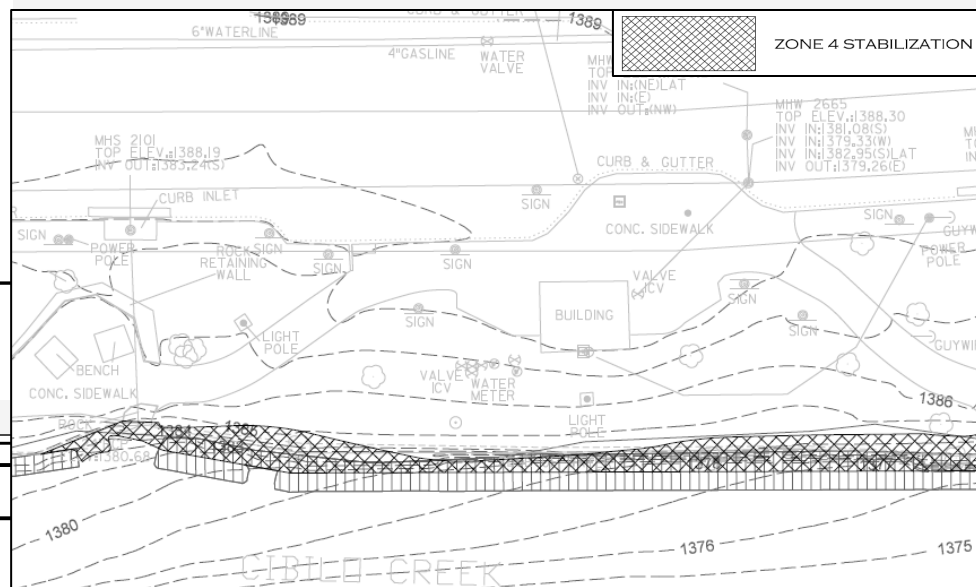 1389
1389
6"WATERLINE
CURB & GUTTER
4"GASLINE
WATER
VALVE
ZONE 4 STABILIZATION
INV IN:(NE)LAT
INV IN:(E)
INV OUT:(NW)
MHW 2665
TOP ELEV.:1388.30
INV IN:1381.08(S)
INV IN:1379.33(W)
INV IN:1382.95(S)LAT
INV OUT:1379.26(E)
MHS 2101
TOP ELEV.:1388.19
INV OUT:1383.24(S)
CURB INLET
CURB & GUTTER
SIGN
CONC. SIDEWALK
SIGN
SIGN
POWER
POLE
SIGN
ROCK
RETAINING
WALL
SIGN
SIGN
POWER
POLE
VALVE
ICV
SIGN
SIGN
BUILDING
SIGN
LIGHT
POLE
BENCH
CONC. SIDEWALK
VALVE
ICV
WATER
METER
LIGHT
POLE
1386
1380
1376
1375
CIBILO CREEK